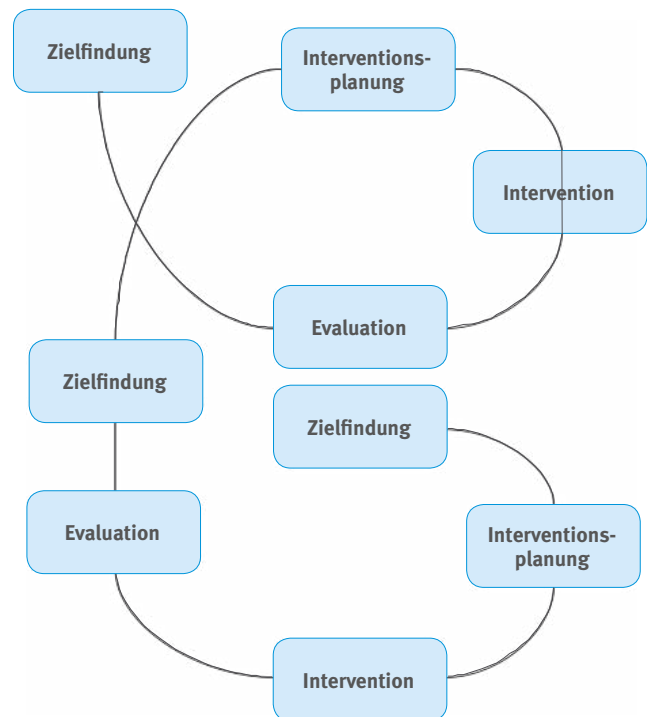 Zielfindung
Interventions-
planung
Intervention
Evaluation
Zielfindung
Zielfindung
Evaluation
Interventions-
planung
Intervention